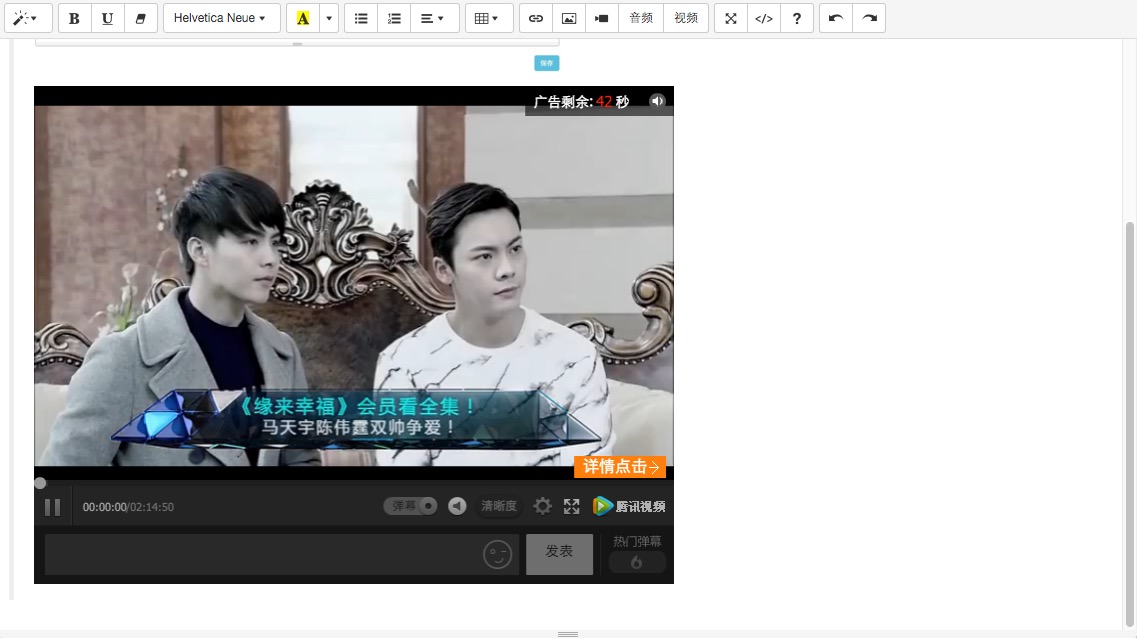 B U Helvetica Neue A 音频 视频 </> ?
保存
广告剩余: 42 秒
《缘来幸福》会员看全集！
马天宇陈伟霆双帅争爱！
详情点击
00:00:00/02:14:50 弹幕 清晰度 腾讯视频
发表 热门弹幕